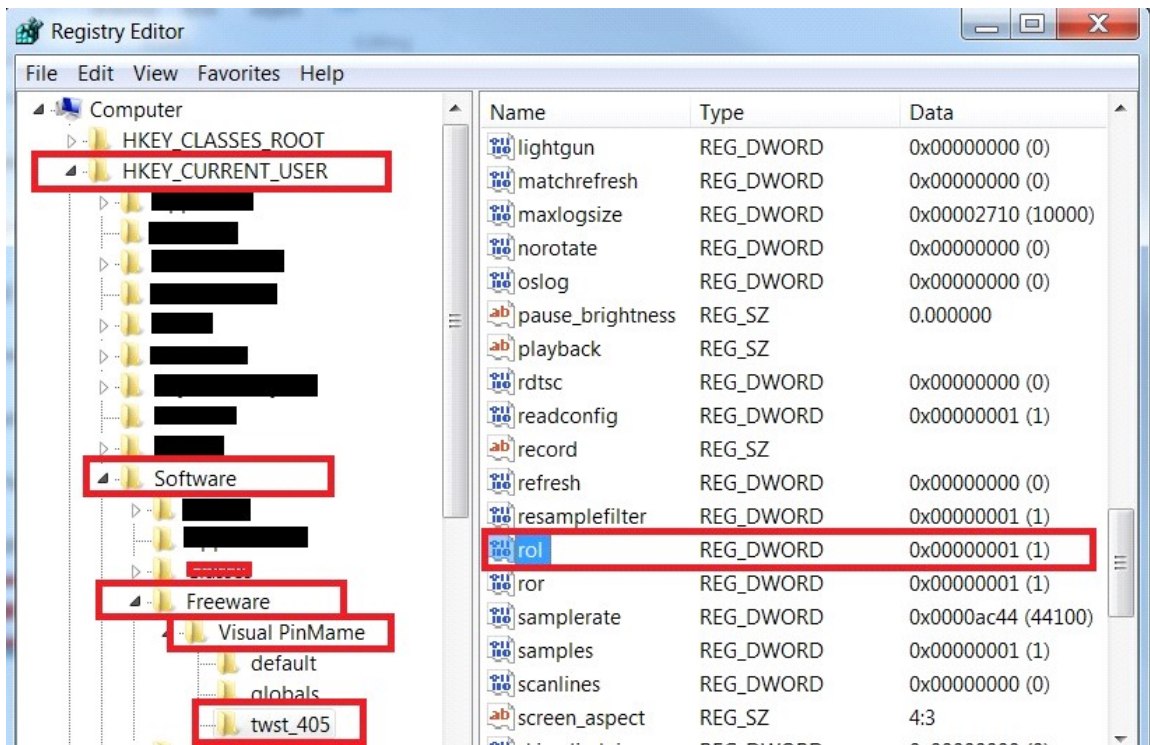 Registry Editor
File Edit View Favorites Help
Computer
HKEY_CLASSES_ROOT
HKEY_CURRENT_USER
Software
Freeware
Visual PinMame
default
globals
twst_405
Name Type Data
lightgun REG_DWORD 0x00000000 (0)
matchrefresh REG_DWORD 0x00000000 (0)
maxlogsize REG_DWORD 0x00002710 (10000)
norotate REG_DWORD 0x00000000 (0)
oslog REG_DWORD 0x00000000 (0)
pause_brightness REG_SZ 0.000000
playback REG_SZ
rdtsc REG_DWORD 0x00000000 (0)
readconfig REG_DWORD 0x00000001 (1)
record REG_SZ
refresh REG_DWORD 0x00000000 (0)
resamplefilter REG_DWORD 0x00000001 (1)
rol REG_DWORD 0x00000001 (1)
ror REG_DWORD 0x00000001 (1)
samplerate REG_DWORD 0x0000ac44 (44100)
samples REG_DWORD 0x00000001 (1)
scanlines REG_DWORD 0x00000000 (0)
screen_aspect REG_SZ 4:3